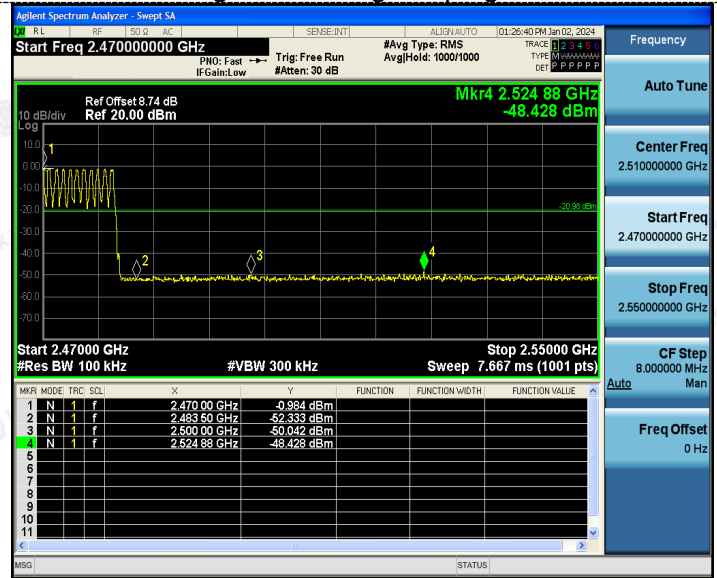 Agilent Spectrum Analyzer - Swept SA
LXI RL RF 50 Ω AC SENSE:INT ALIGN AUTO 01:26:40 PM Jan 02, 2024
Start Freq 2.470000000 GHz
#Avg Type: RMS
TRACE 1 2 3 4 5 6
PNO: Fast
Trig: Free Run
Avg|Hold: 1000/1000
TYPE M
IFGain:Low
#Atten: 30 dB
DET P P P P P P
Frequency
Auto Tune
Center Freq
2.510000000 GHz
Start Freq
2.470000000 GHz
Stop Freq
2.550000000 GHz
CF Step
8.000000 MHz
Auto Man
Freq Offset
0 Hz
Mkr4 2.524 88 GHz
-48.428 dBm
Ref Offset 8.74 dB
10 dB/div Ref 20.00 dBm
Log
10.0
0.00
-10.0
-20.0
-30.0
-40.0
-50.0
-60.0
-70.0
1
2
3
4
-20.98 dBm
Start 2.47000 GHz Stop 2.55000 GHz
#Res BW 100 kHz #VBW 300 kHz Sweep 7.667 ms (1001 pts)
MKR MODE TRC SCL X Y FUNCTION FUNCTION WIDTH FUNCTION VALUE
1 N 1 f 2.470 00 GHz -0.984 dBm
2 N 1 f 2.483 50 GHz -52.333 dBm
3 N 1 f 2.500 00 GHz -50.042 dBm
4 N 1 f 2.524 88 GHz -48.428 dBm
5
6
7
8
9
10
11
MSG STATUS